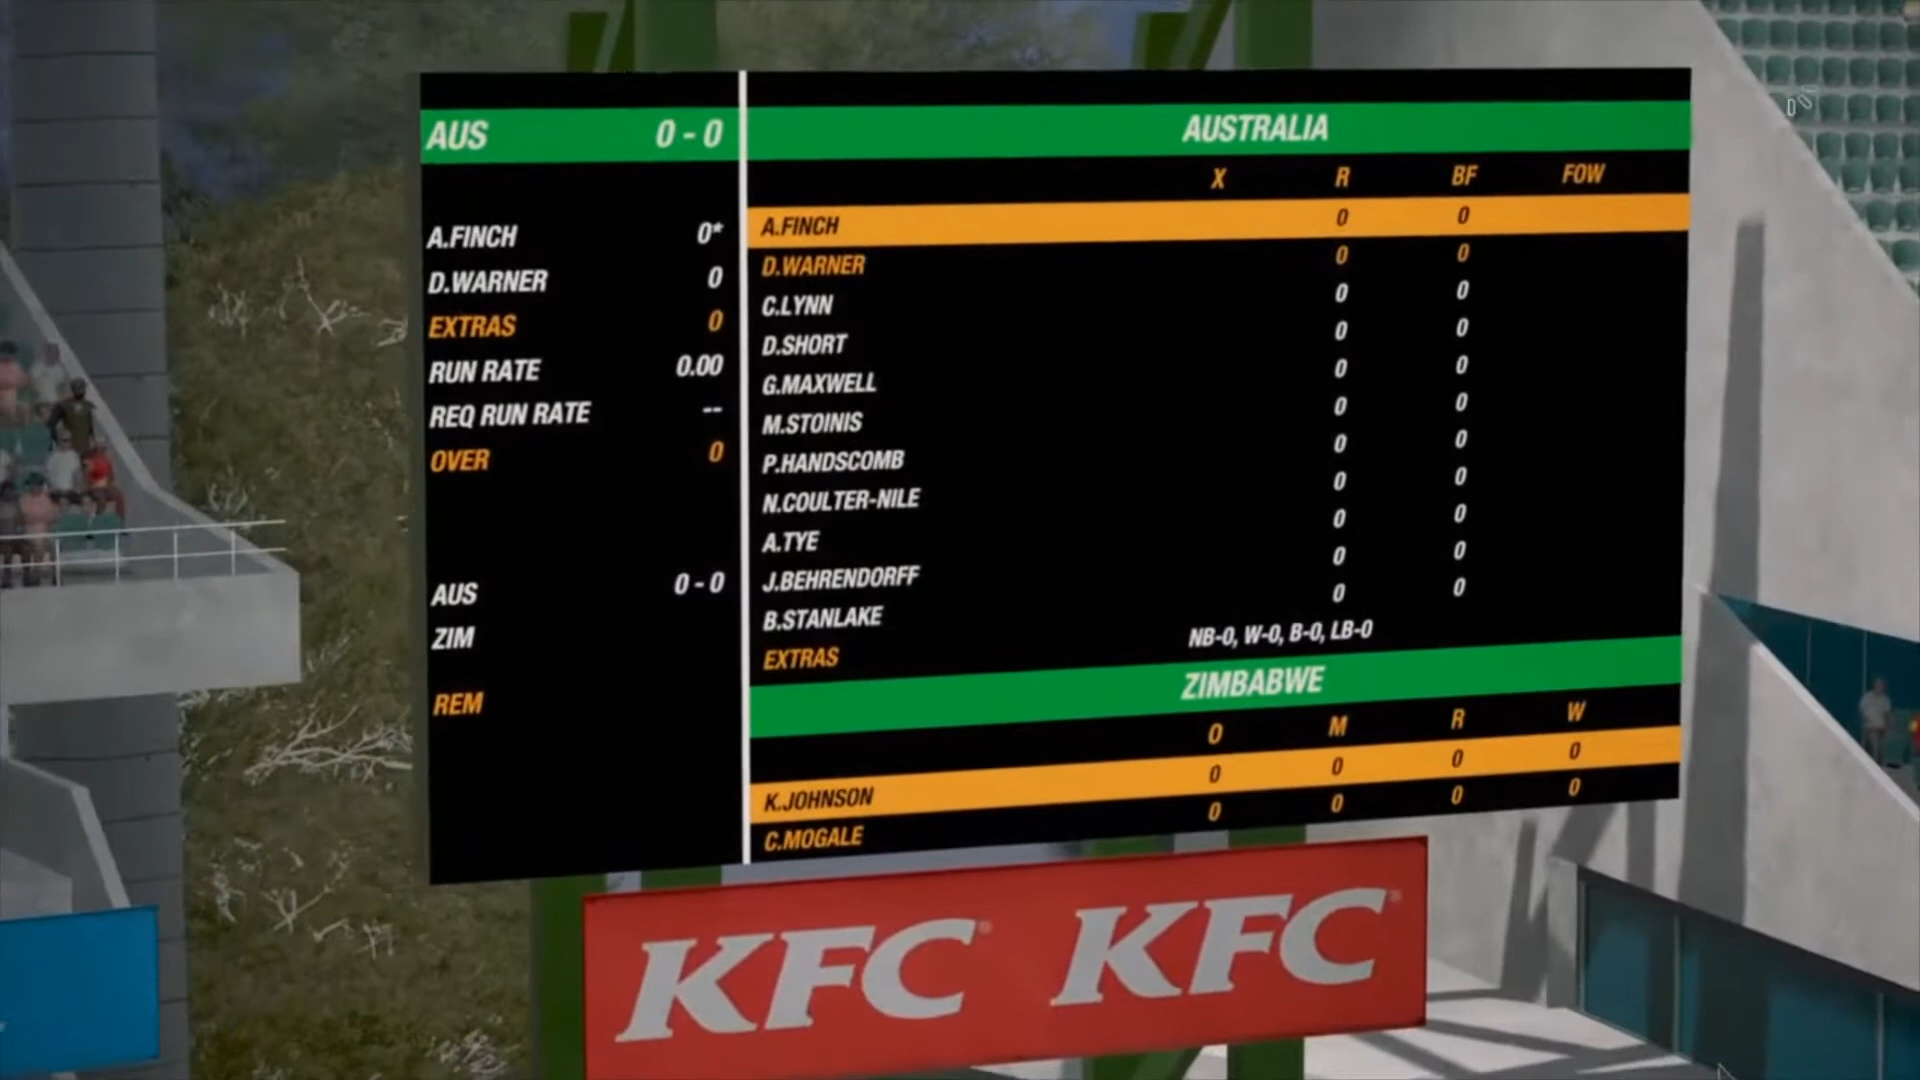 AUS 0 - 0
A.FINCH 0*
D.WARNER 0
EXTRAS 0
RUN RATE 0.00
REQ RUN RATE --
OVER 0
AUS 0 - 0
ZIM
REM
AUSTRALIA
X R BF FOW
A.FINCH 0 0
D.WARNER 0 0
C.LYNN 0 0
D.SHORT 0 0
G.MAXWELL 0 0
M.STOINIS 0 0
P.HANDSCOMB 0 0
N.COULTER-NILE 0 0
A.TYE 0 0
J.BEHRENDORFF 0 0
B.STANLAKE 0 0
EXTRAS NB-0, W-0, B-0, LB-0
ZIMBABWE
O M R W
K.JOHNSON 0 0 0 0
C.MOGALE 0 0 0 0
KFC® KFC®